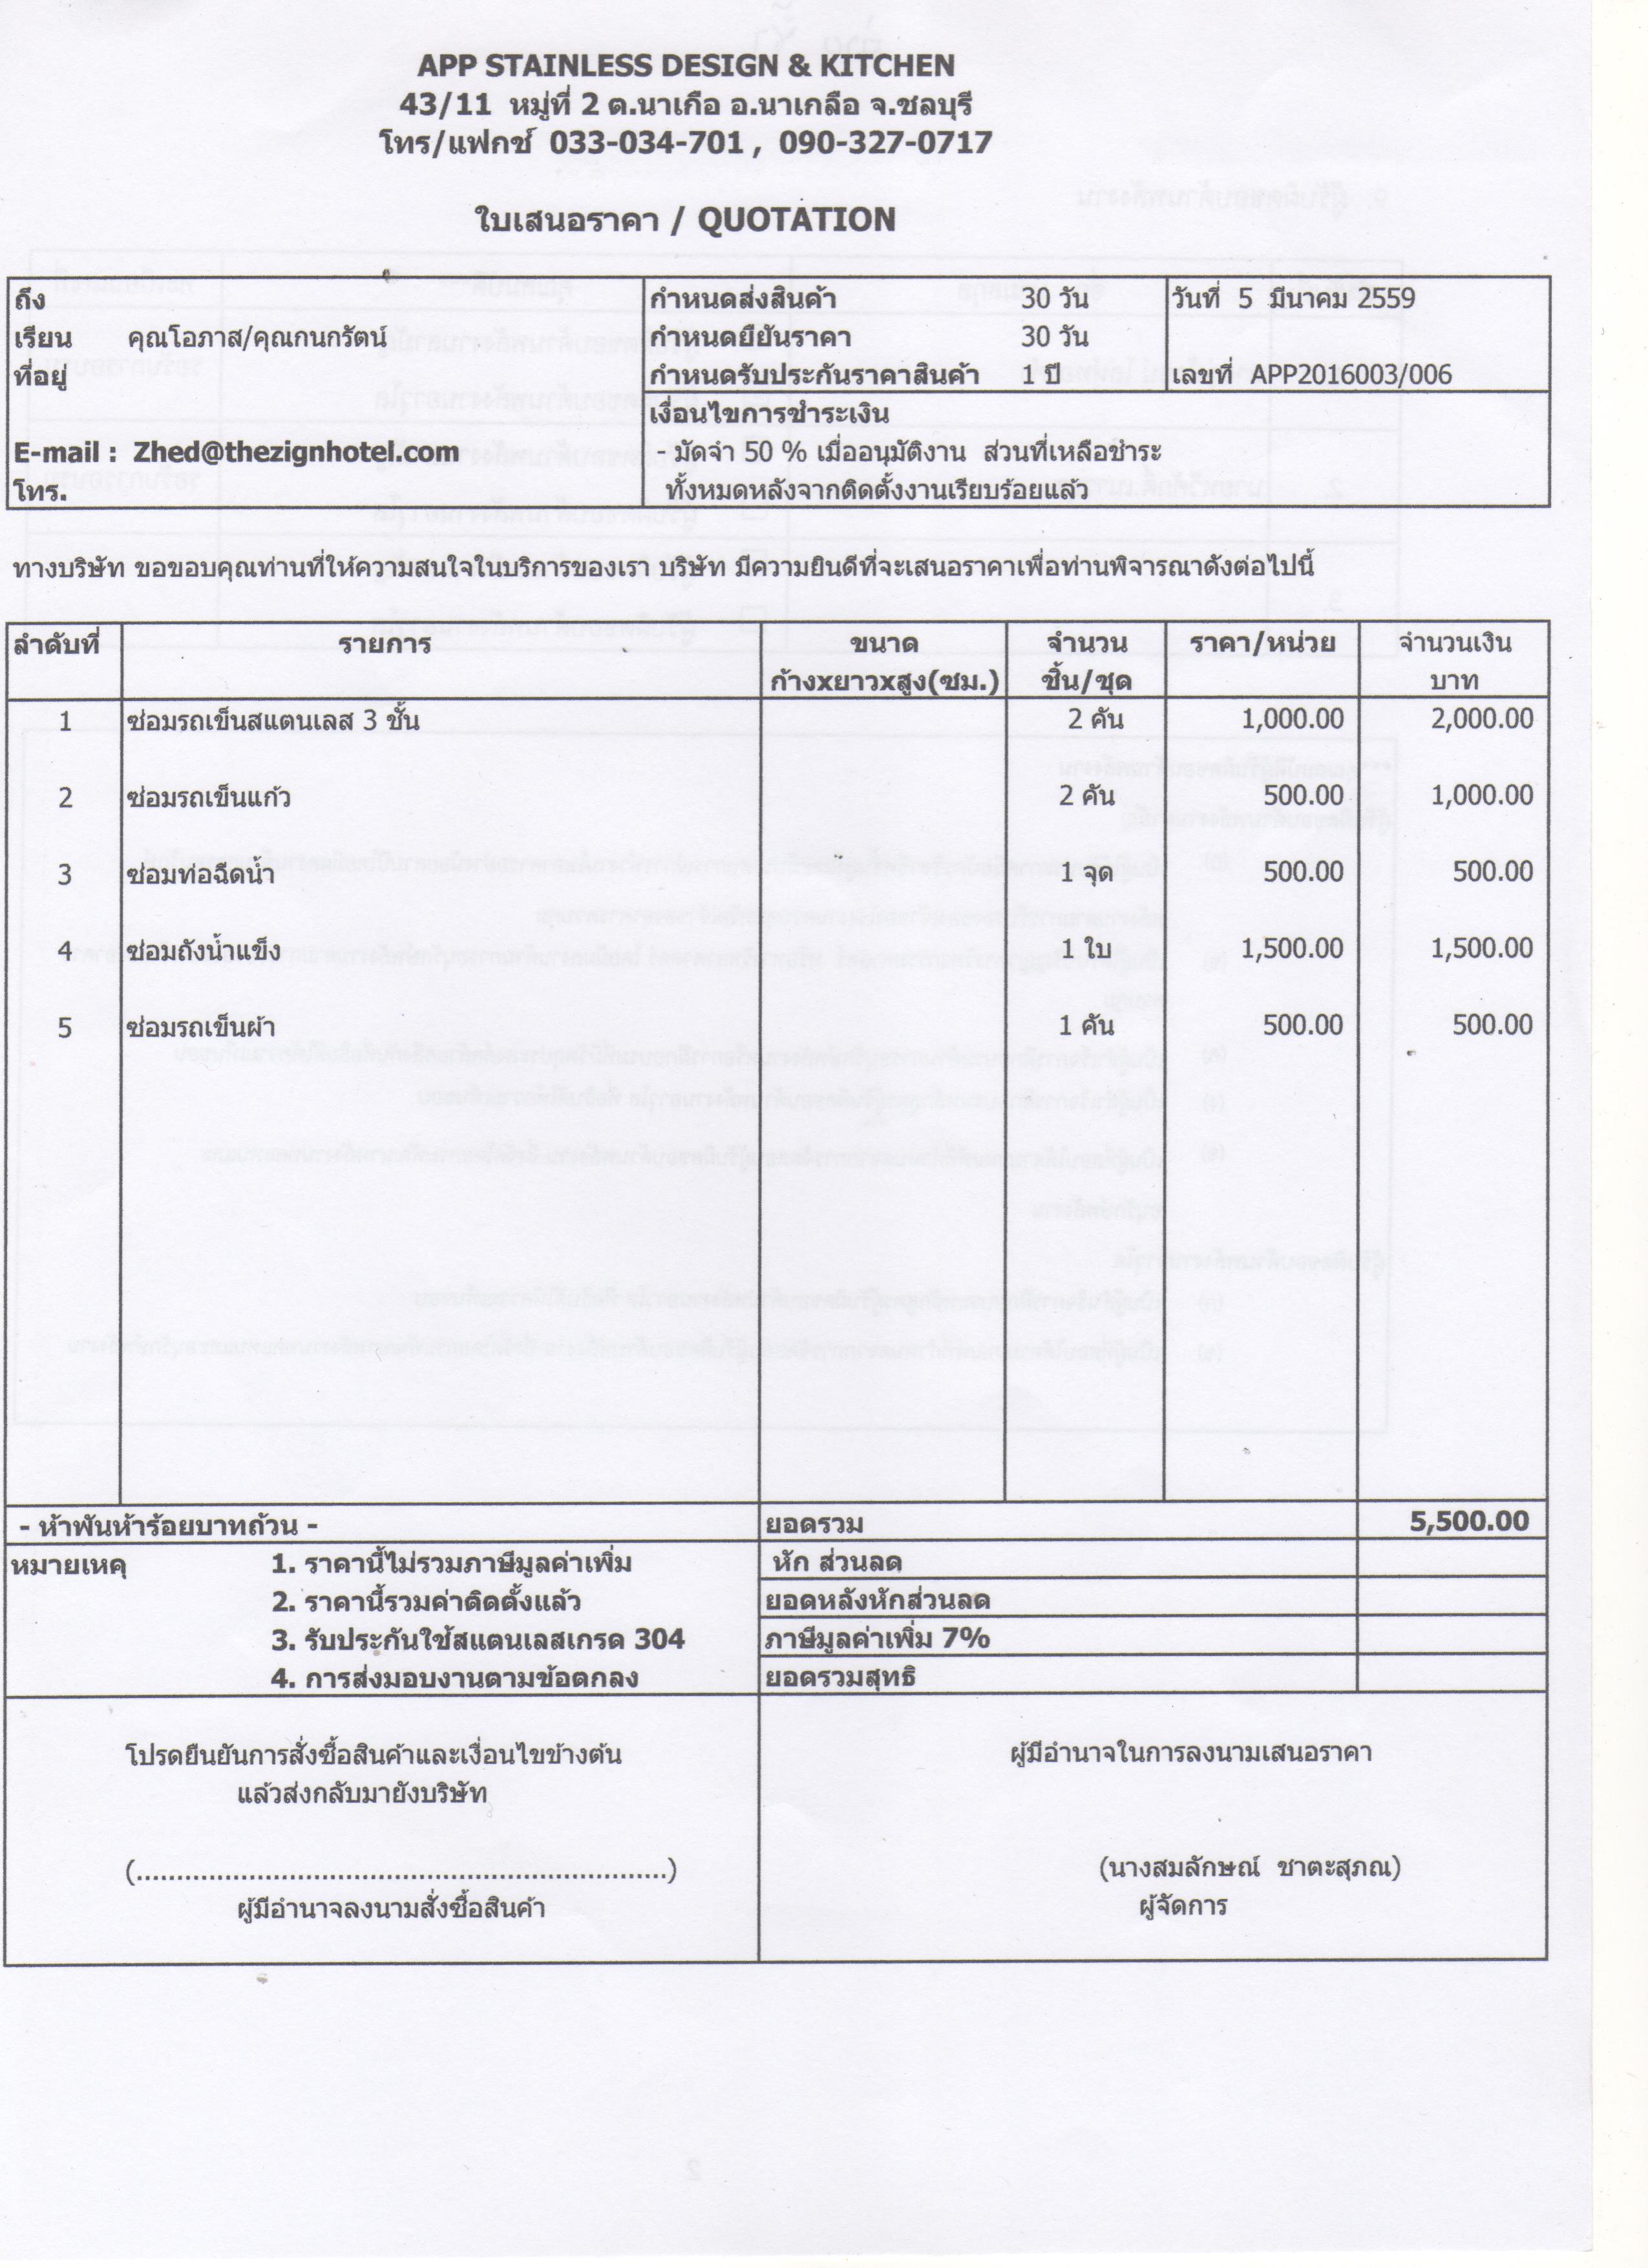 APP STAINLESS DESIGN & KITCHEN
43/11 หมู่ที่ 2 ต.นาเกือ อ.นาเกลือ จ.ชลบุรี
โทร/แฟกซ์ 033-034-701 , 090-327-0717
ใบเสนอราคา / QUOTATION
ถึง กำหนดส่งสินค้า 30 วัน วันที่ 5 มีนาคม 2559
เรียน คุณโอภาส/คุณกนกรัตน์ กำหนดยียันราคา 30 วัน
ที่อยู่ กำหนดรับประกันราคาสินค้า 1 ปี เลขที่ APP2016003/006
เงื่อนไขการชำระเงิน
E-mail : Zhed@thezignhotel.com - มัดจำ 50 % เมื่ออนุมัติงาน ส่วนที่เหลือชำระ
โทร. ทั้งหมดหลังจากติดตั้งงานเรียบร้อยแล้ว
ทางบริษัท ขอขอบคุณท่านที่ให้ความสนใจในบริการของเรา บริษัท มีความยินดีที่จะเสนอราคาเพื่อท่านพิจารณาดังต่อไปนี้
ลำดับที่ รายการ ขนาด จำนวน ราคา/หน่วย จำนวนเงิน
ก้างxยาวxสูง(ซม.) ชิ้น/ชุด บาท
1 ซ่อมรถเข็นสแตนเลส 3 ชั้น 2 คัน 1,000.00 2,000.00
2 ซ่อมรถเข็นแก้ว 2 คัน 500.00 1,000.00
3 ซ่อมท่อฉีดน้ำ 1 จุด 500.00 500.00
4 ซ่อมถังน้ำแข็ง 1 ใบ 1,500.00 1,500.00
5 ซ่อมรถเข็นผ้า 1 คัน 500.00 500.00
- ห้าพันห้าร้อยบาทถ้วน - ยอดรวม 5,500.00
หมายเหตุ 1. ราคานี้ไม่รวมภาษีมูลค่าเพิ่ม หัก ส่วนลด
2. ราคานี้รวมค่าติดตั้งแล้ว ยอดหลังหักส่วนลด
3. รับประกันใช้สแตนเลสเกรด 304 ภาษีมูลค่าเพิ่ม 7%
4. การส่งมอบงานตามข้อตกลง ยอดรวมสุทธิ
โปรดยืนยันการสั่งซื้อสินค้าและเงื่อนไขข้างต้น ผู้มีอำนาจในการลงนามเสนอราคา
แล้วส่งกลับมายังบริษัท
(.................................................................) (นางสมลักษณ์ ชาตะสุภณ)
ผู้มีอำนาจลงนามสั่งซื้อสินค้า ผู้จัดการ